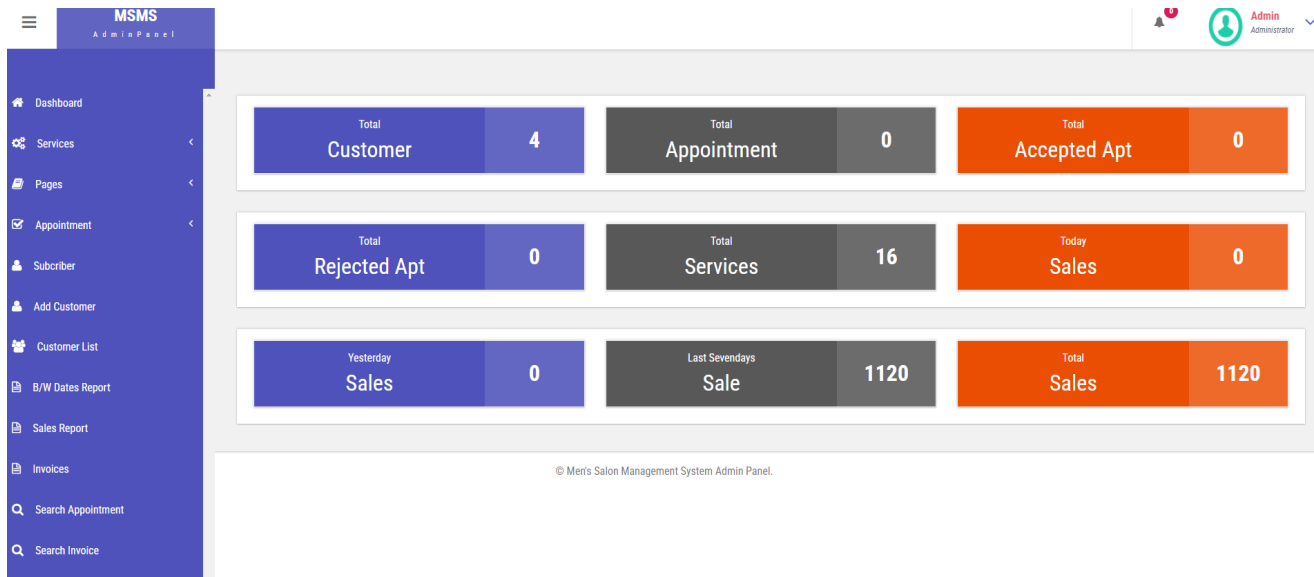 MSMS
AdminPanel
0
Admin
Administrator
Dashboard
Services
Pages
Appointment
Subcriber
Add Customer
Customer List
B/W Dates Report
Sales Report
Invoices
Search Appointment
Search Invoice
Total
Customer
4
Total
Appointment
0
Total
Accepted Apt
0
Total
Rejected Apt
0
Total
Services
16
Today
Sales
0
Yesterday
Sales
0
Last Sevendays
Sale
1120
Total
Sales
1120
© Men's Salon Management System Admin Panel.